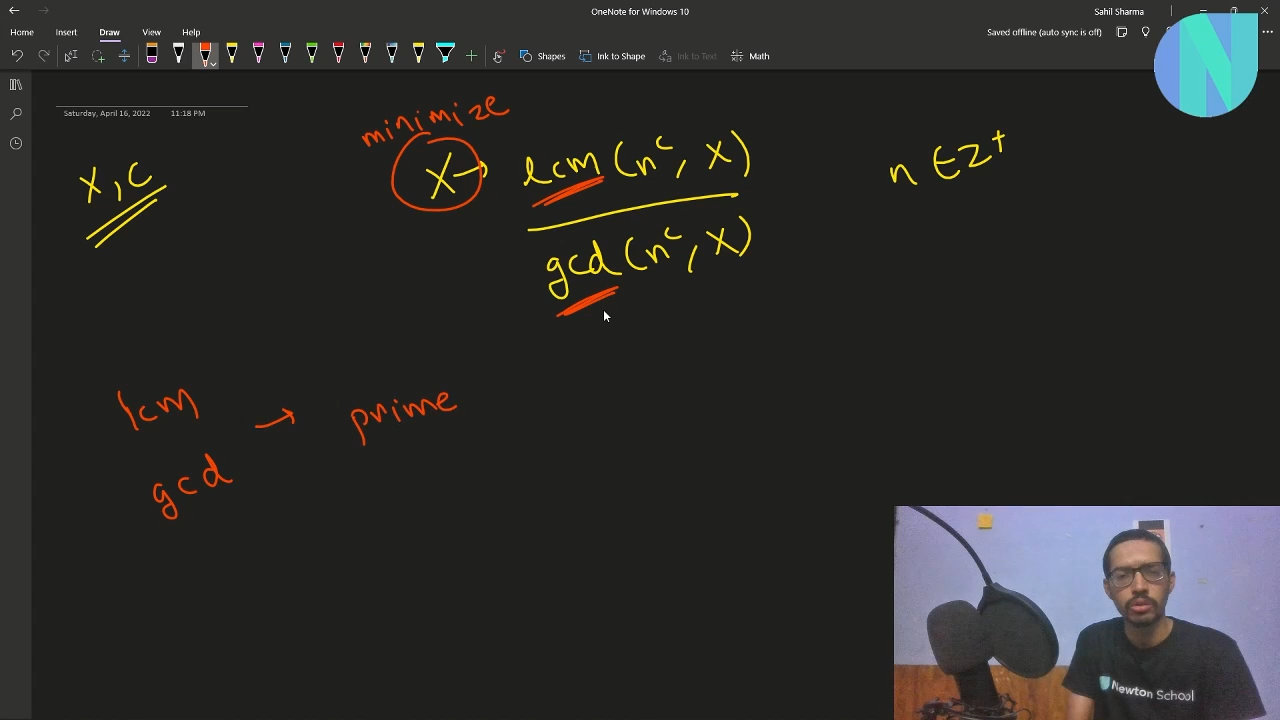 OneNote for Windows 10
Sahil Sharma
Home Insert Draw View Help
Saved offline (auto sync is off)
Shapes Ink to Shape Ink to Text Math
Saturday, April 16, 2022 11:18 PM
minimize
X, c
X → lcm (n^c, X)
gcd (n^c, X)
n ∈ Z^+
lcm
gcd
→ prime
Newton School